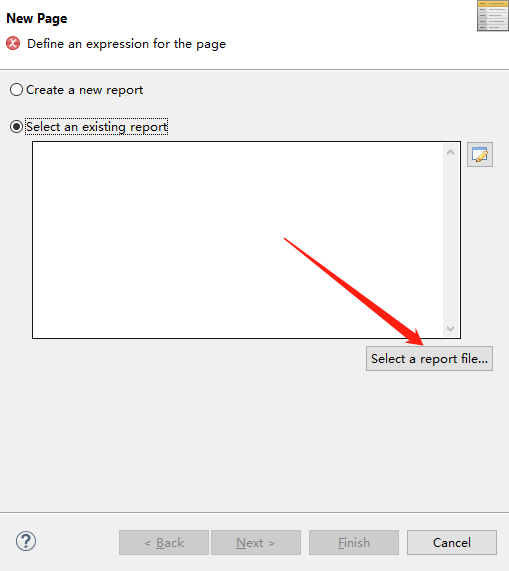 New Page
Define an expression for the page
Create a new report
Select an existing report
Select a report file...
< Back
Next >
Finish
Cancel